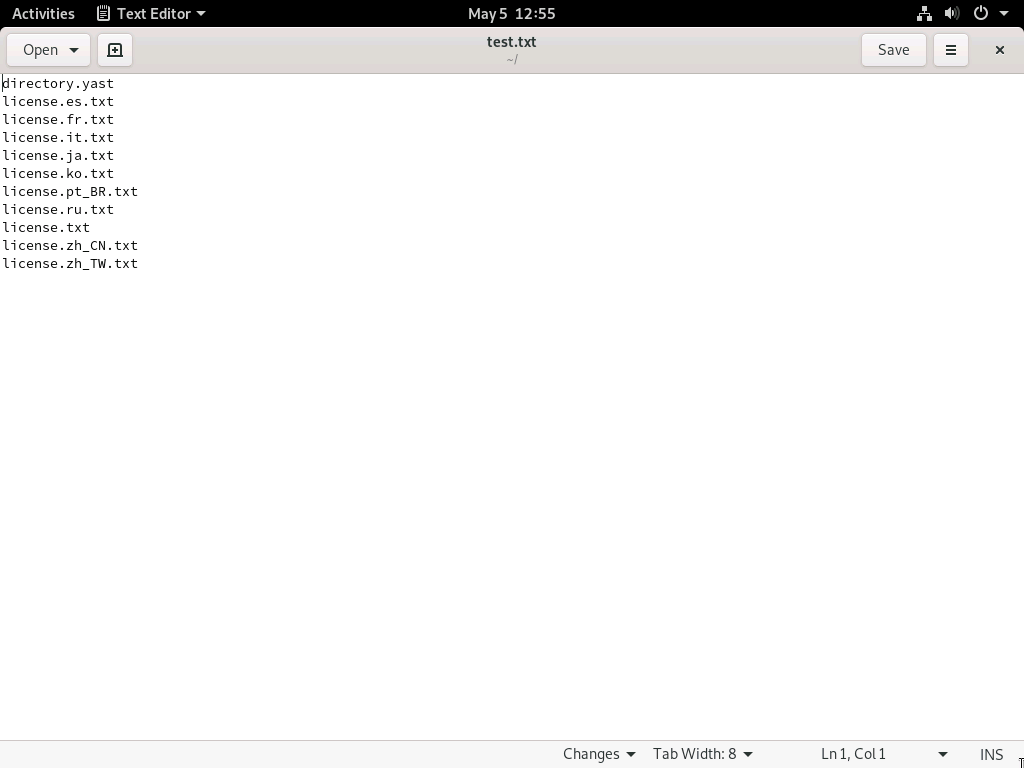 Activities Text Editor May 5 12:55
Open test.txt Save
~/
directory.yast
license.es.txt
license.fr.txt
license.it.txt
license.ja.txt
license.ko.txt
license.pt_BR.txt
license.ru.txt
license.txt
license.zh_CN.txt
license.zh_TW.txt
Changes Tab Width: 8 Ln 1, Col 1 INS